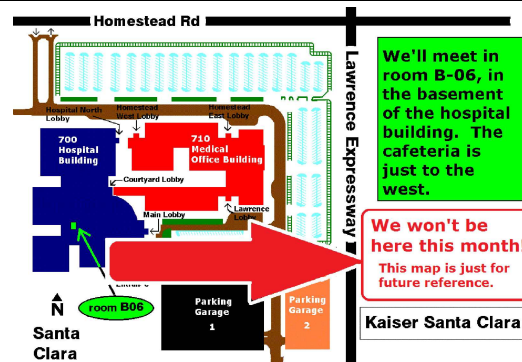 Homestead Rd
Hospital North
Lobby
Homestead
West Lobby
Homestead
East Lobby
700
Hospital
Building
710
Medical
Office Building
Courtyard Lobby
Main Lobby
Lawrence
Lobby
Lawrence Expressway
We'll meet in
room B-06, in
the basement
of the hospital
building. The
cafeteria is
just to the
west.
We won't be
here this month!
This map is just for
future reference.
N
room B06
Parking
Garage
1
Parking
Garage
2
Santa
Clara
Kaiser Santa Clara